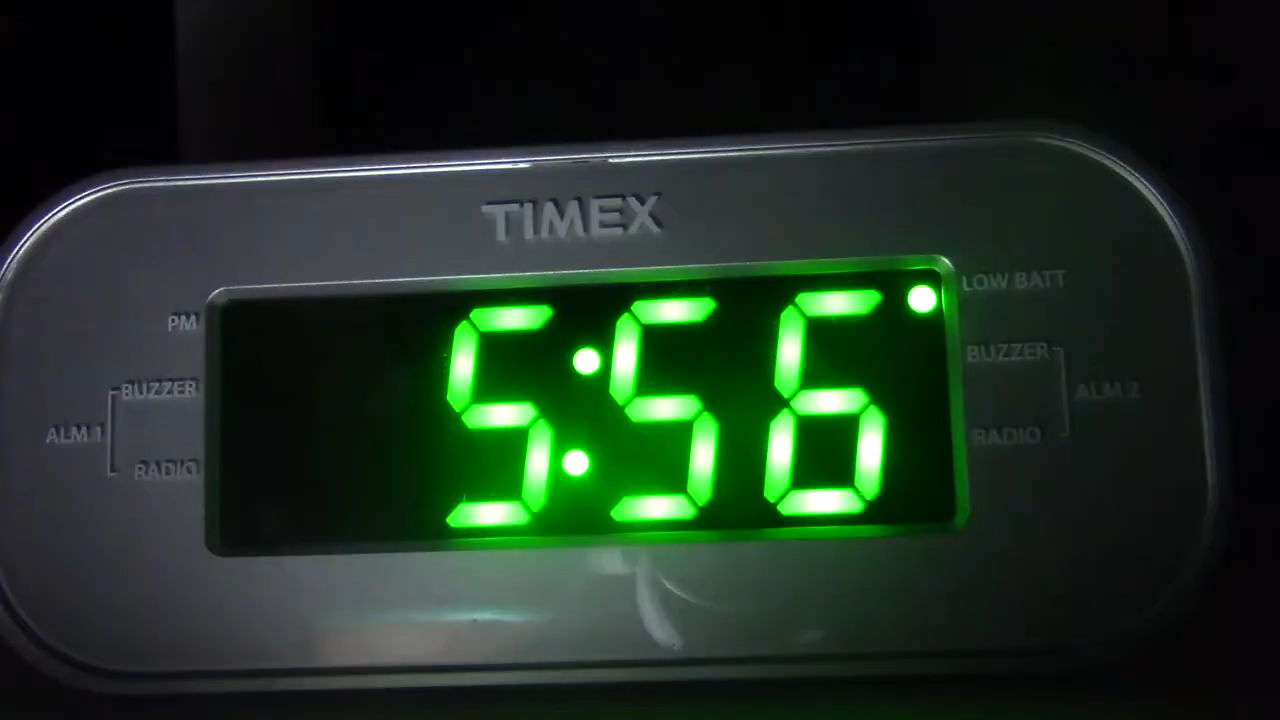 TIMEX
PM
BUZZER
ALM 1
RADIO
5:56
LOW BATT
BUZZER
ALM 2
RADIO